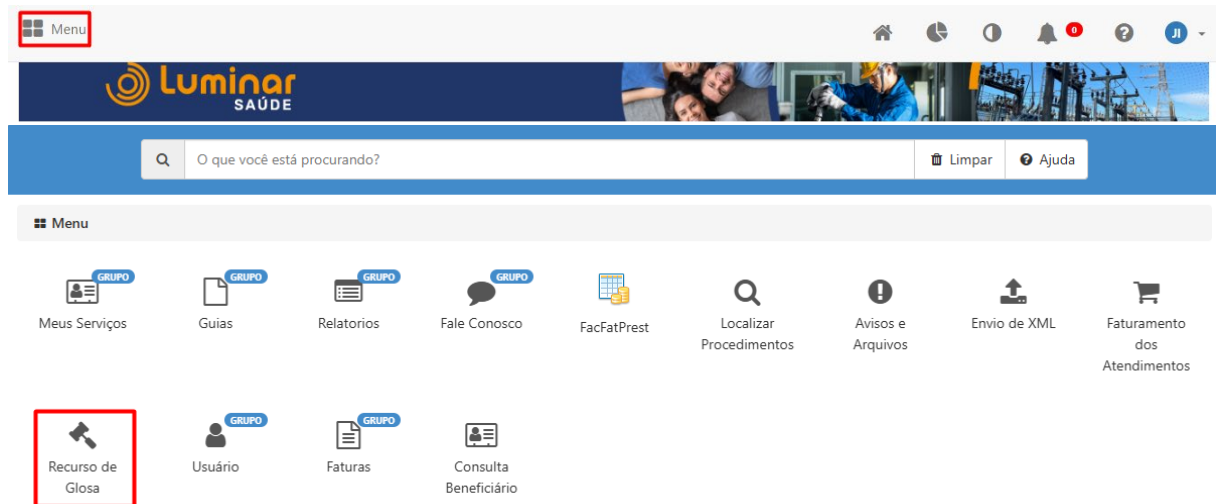 Menu
0
JI
Luminar
SAÚDE
O que você está procurando?
Limpar
Ajuda
Menu
GRUPO
Meus Serviços
GRUPO
Guias
GRUPO
Relatorios
GRUPO
Fale Conosco
FacFatPrest
Localizar
Procedimentos
Avisos e
Arquivos
Envio de XML
Faturamento
dos
Atendimentos
Recurso de
Glosa
GRUPO
Usuário
GRUPO
Faturas
Consulta
Beneficiário